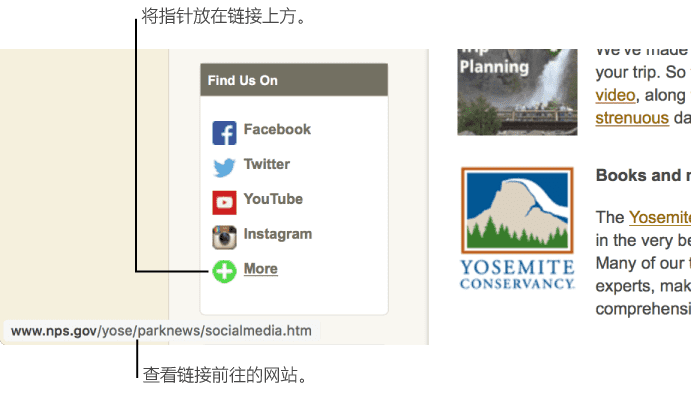 将指针放在链接上方。
Find Us On
Facebook
Twitter
YouTube
Instagram
More
www.nps.gov/yose/parknews/socialmedia.htm
查看链接前往的网站。
Trip
Planning
We've made
your trip. So
video, along
strenuous da
YOSEMITE
CONSERVANCY
Books and
The Yosemite
in the very be
Many of our
experts, mak
comprehensi